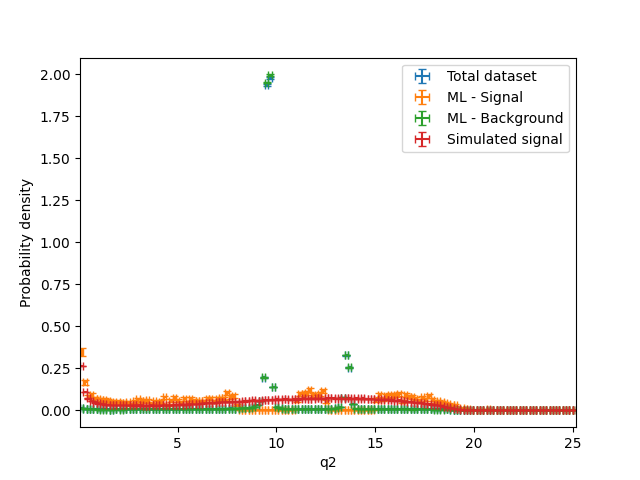 Total dataset
ML - Signal
ML - Background
Simulated signal
2.00
1.75
1.50
1.25
1.00
0.75
0.50
0.25
0.00
Probability density
5 10 15 20 25
q2